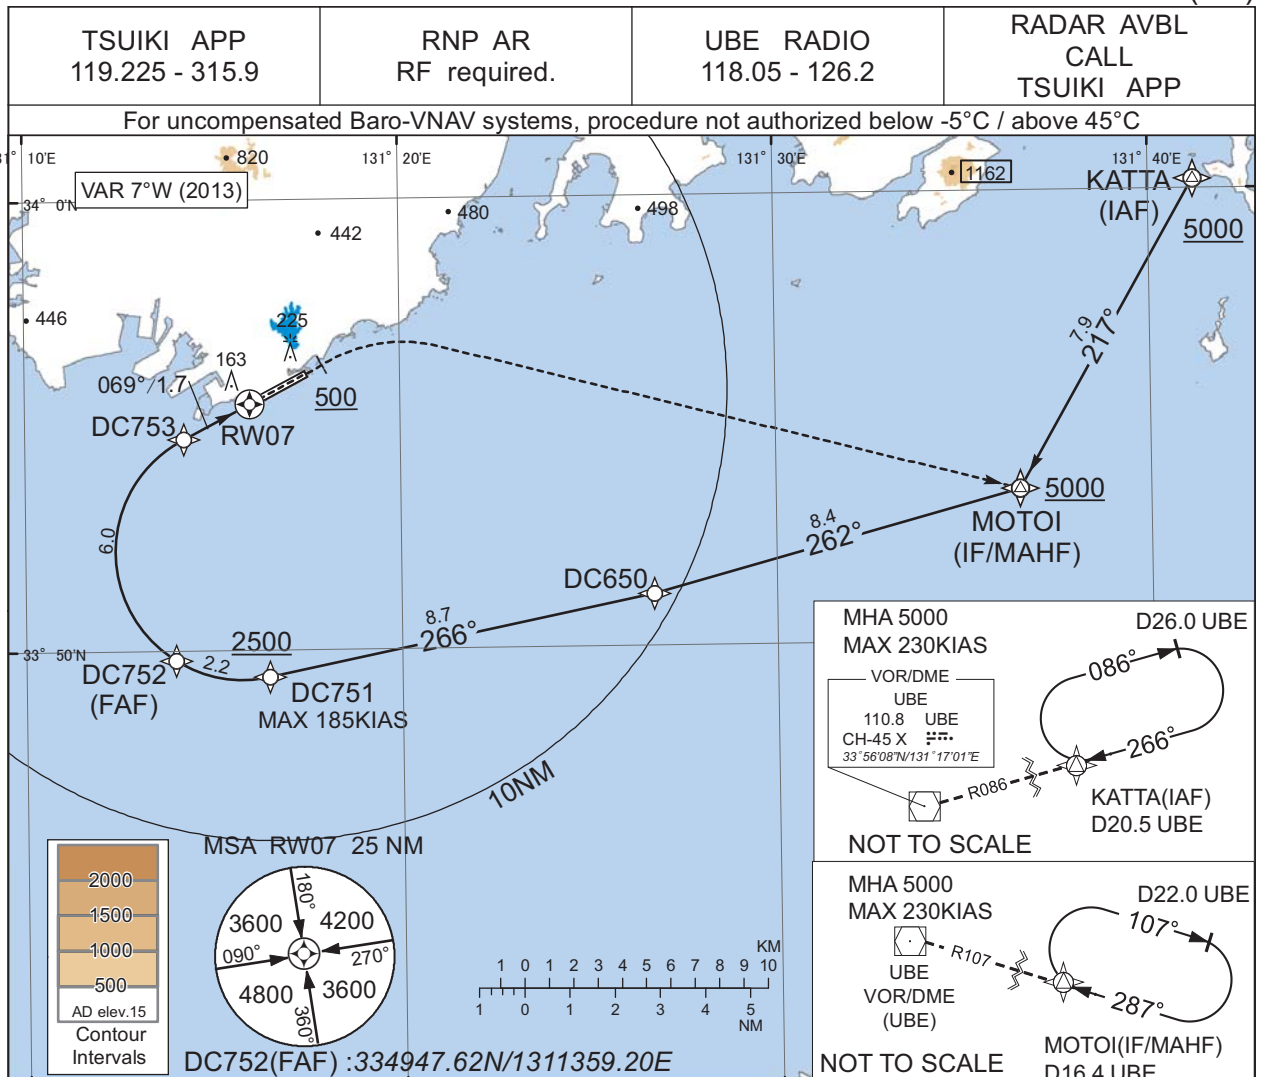 TSUIKI APP
119.225 - 315.9
RNP AR
RF required.
UBE RADIO
118.05 - 126.2
RADAR AVBL
CALL
TSUIKI APP
For uncompensated Baro-VNAV systems, procedure not authorized below -5°C / above 45°C
1° 10'E
131° 20'E
131° 30'E
131° 40'E
820
VAR 7°W (2013)
34° 0'N
1162
KATTA
(IAF)
5000
480
498
442
446
225
163
7.9
217°
069°/1.7
500
DC753
RW07
5000
MOTOI
(IF/MAHF)
8.4
262°
6.0
DC650
8.7
266°
2500
33° 50'N
2.2
DC752
(FAF)
DC751
MAX 185KIAS
10NM
MHA 5000
MAX 230KIAS
D26.0 UBE
VOR/DME
UBE
110.8 UBE
CH-45 X
33°56'08"N/131°17'01"E
086°
266°
R086
KATTA(IAF)
D20.5 UBE
NOT TO SCALE
MSA RW07 25 NM
180°
3600
4200
090°
270°
4800
3600
360°
2000
1500
1000
500
AD elev.15
Contour
Intervals
KM
1 0 1 2 3 4 5 6 7 8 9 10
1 0 1 2 3 4 5
NM
DC752(FAF) :334947.62N/1311359.20E
MHA 5000
MAX 230KIAS
D22.0 UBE
107°
R107
UBE
VOR/DME
(UBE)
287°
NOT TO SCALE
MOTOI(IF/MAHF)
D16.4 UBE